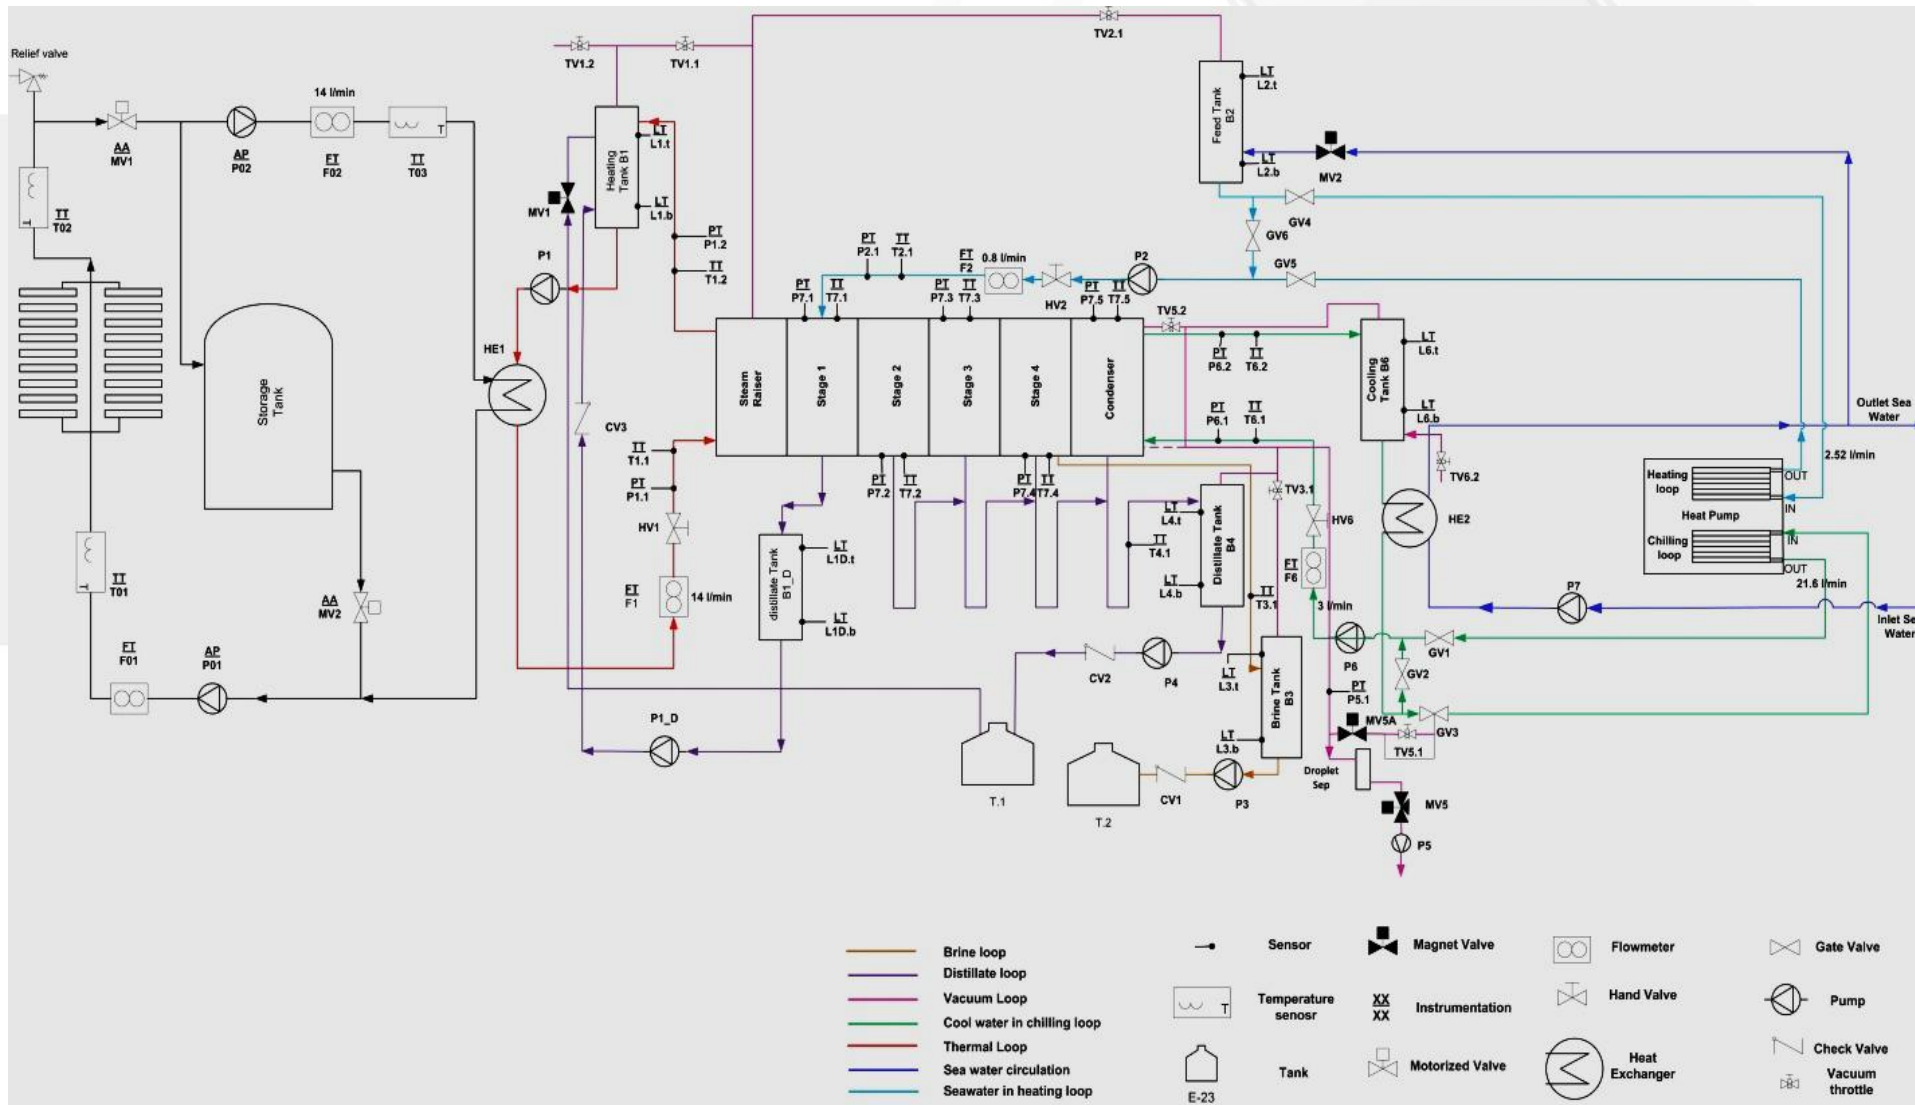 Relief valve
AA
MV1
AP
P02
14 l/min
FT
F02
TT
T03
T
TT
T02
T
Storage
Tank
TT
T01
T
AA
MV2
FT
F01
AP
P01
HE1
TV1.2
TV1.1
TV2.1
Heating
Tank B1
LT
L1.t
LT
L1.b
MV1
P1
PT
P1.2
TT
T1.2
CV3
TT
T1.1
PT
P1.1
HV1
FT
F1
14 l/min
P1_D
Steam
Raiser
Stage 1
Stage 2
Stage 3
Stage 4
Condenser
PT
P7.1
TT
T7.1
PT
P2.1
TT
T2.1
FT
F2
0.8 l/min
HV2
P2
PT
P7.3
TT
T7.3
PT
P7.5
TT
T7.5
PT
P7.2
TT
T7.2
PT
P7.4
TT
T7.4
distillate Tank
B1_D
LT
L1D.t
LT
L1D.b
Feed Tank
B2
LT
L2.t
LT
L2.b
MV2
GV4
GV6
GV5
TV5.2
PT
P6.2
TT
T6.2
PT
P6.1
TT
T6.1
Cooling
Tank B6
LT
L6.t
LT
L6.b
TV6.2
HE2
Outlet Sea
Water
2.52 l/min
Heating
loop
OUT
IN
Heat Pump
Chilling
loop
IN
OUT
21.6 l/min
P7
Inlet Se
Water
TV3.1
HV6
FT
F6
3 l/min
Distillate Tank
B4
LT
L4.t
TT
T4.1
LT
L4.b
TT
T3.1
P6
GV1
GV2
GV3
CV2
P4
LT
L3.t
Brine Tank
B3
LT
L3.b
PT
P5.1
MV5A
TV5.1
Droplet
Sep
MV5
P5
T.1
T.2
CV1
P3
Brine loop
Distillate loop
Vacuum Loop
Cool water in chilling loop
Thermal Loop
Sea water circulation
Seawater in heating loop
Sensor
T
Temperature
senosr
Tank
E-23
Magnet Valve
XX
XX
Instrumentation
Motorized Valve
Flowmeter
Hand Valve
Heat
Exchanger
Gate Valve
Pump
Check Valve
Vacuum
throttle